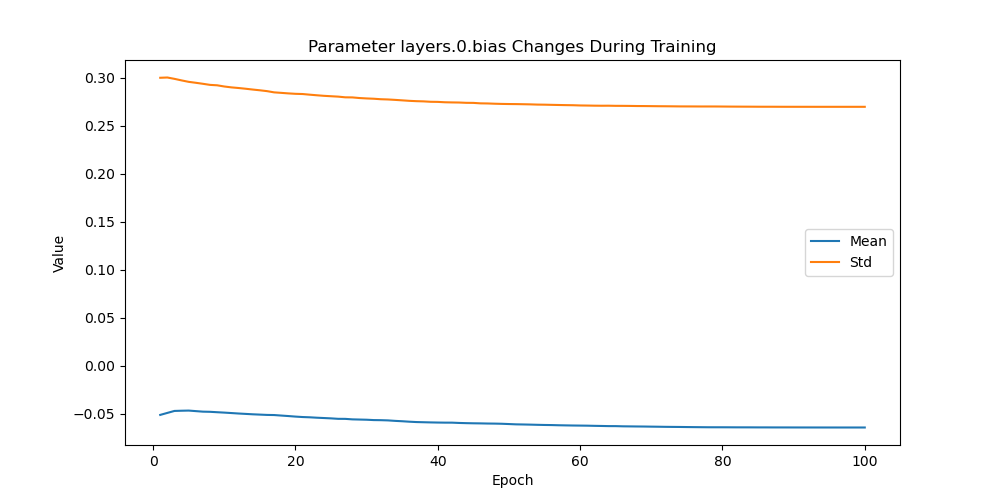 Parameter layers.0.bias Changes During Training
0.30
0.25
0.20
0.15
0.10
0.05
0.00
−0.05
Value
Mean
Std
0
20
40
60
80
100
Epoch